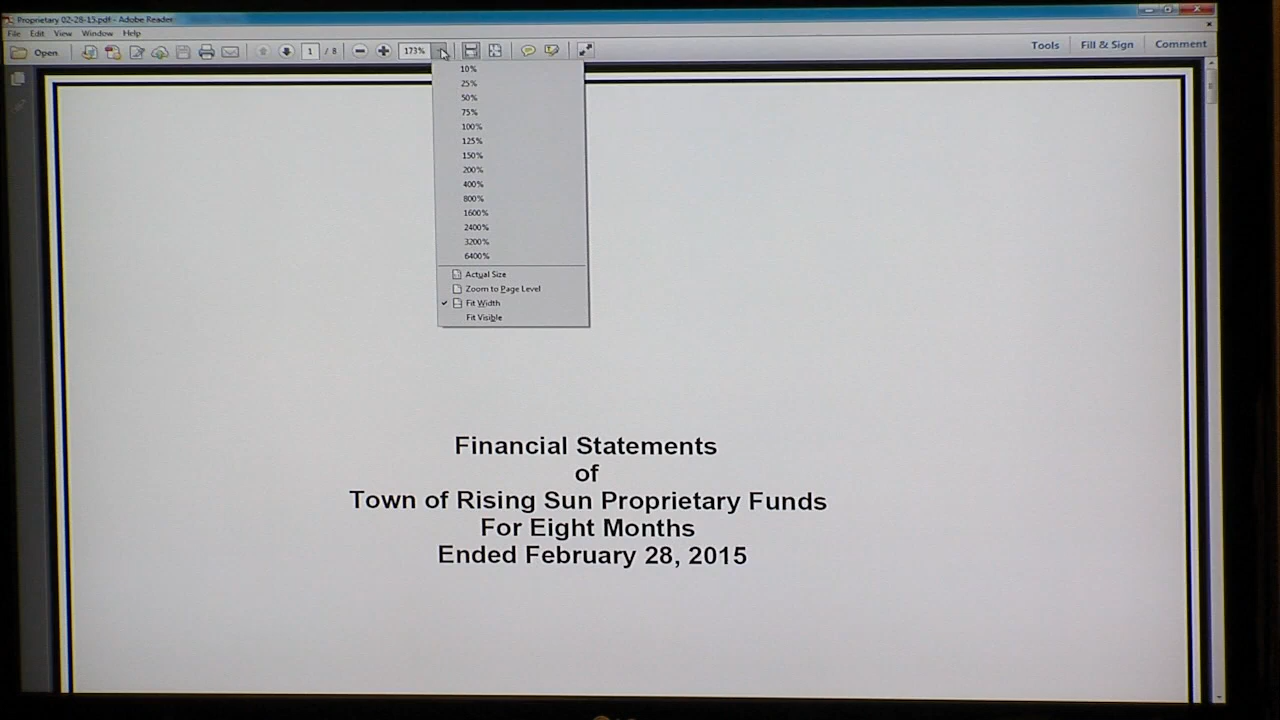 Proprietary 02-28-15.pdf - Adobe Reader
File Edit View Window Help
Open 1 / 8 173% Tools Fill & Sign Comment
10%
25%
50%
75%
100%
125%
150%
200%
400%
800%
1600%
2400%
3200%
6400%
Actual Size
Zoom to Page Level
Fit Width
Fit Visible
Financial Statements
of
Town of Rising Sun Proprietary Funds
For Eight Months
Ended February 28, 2015